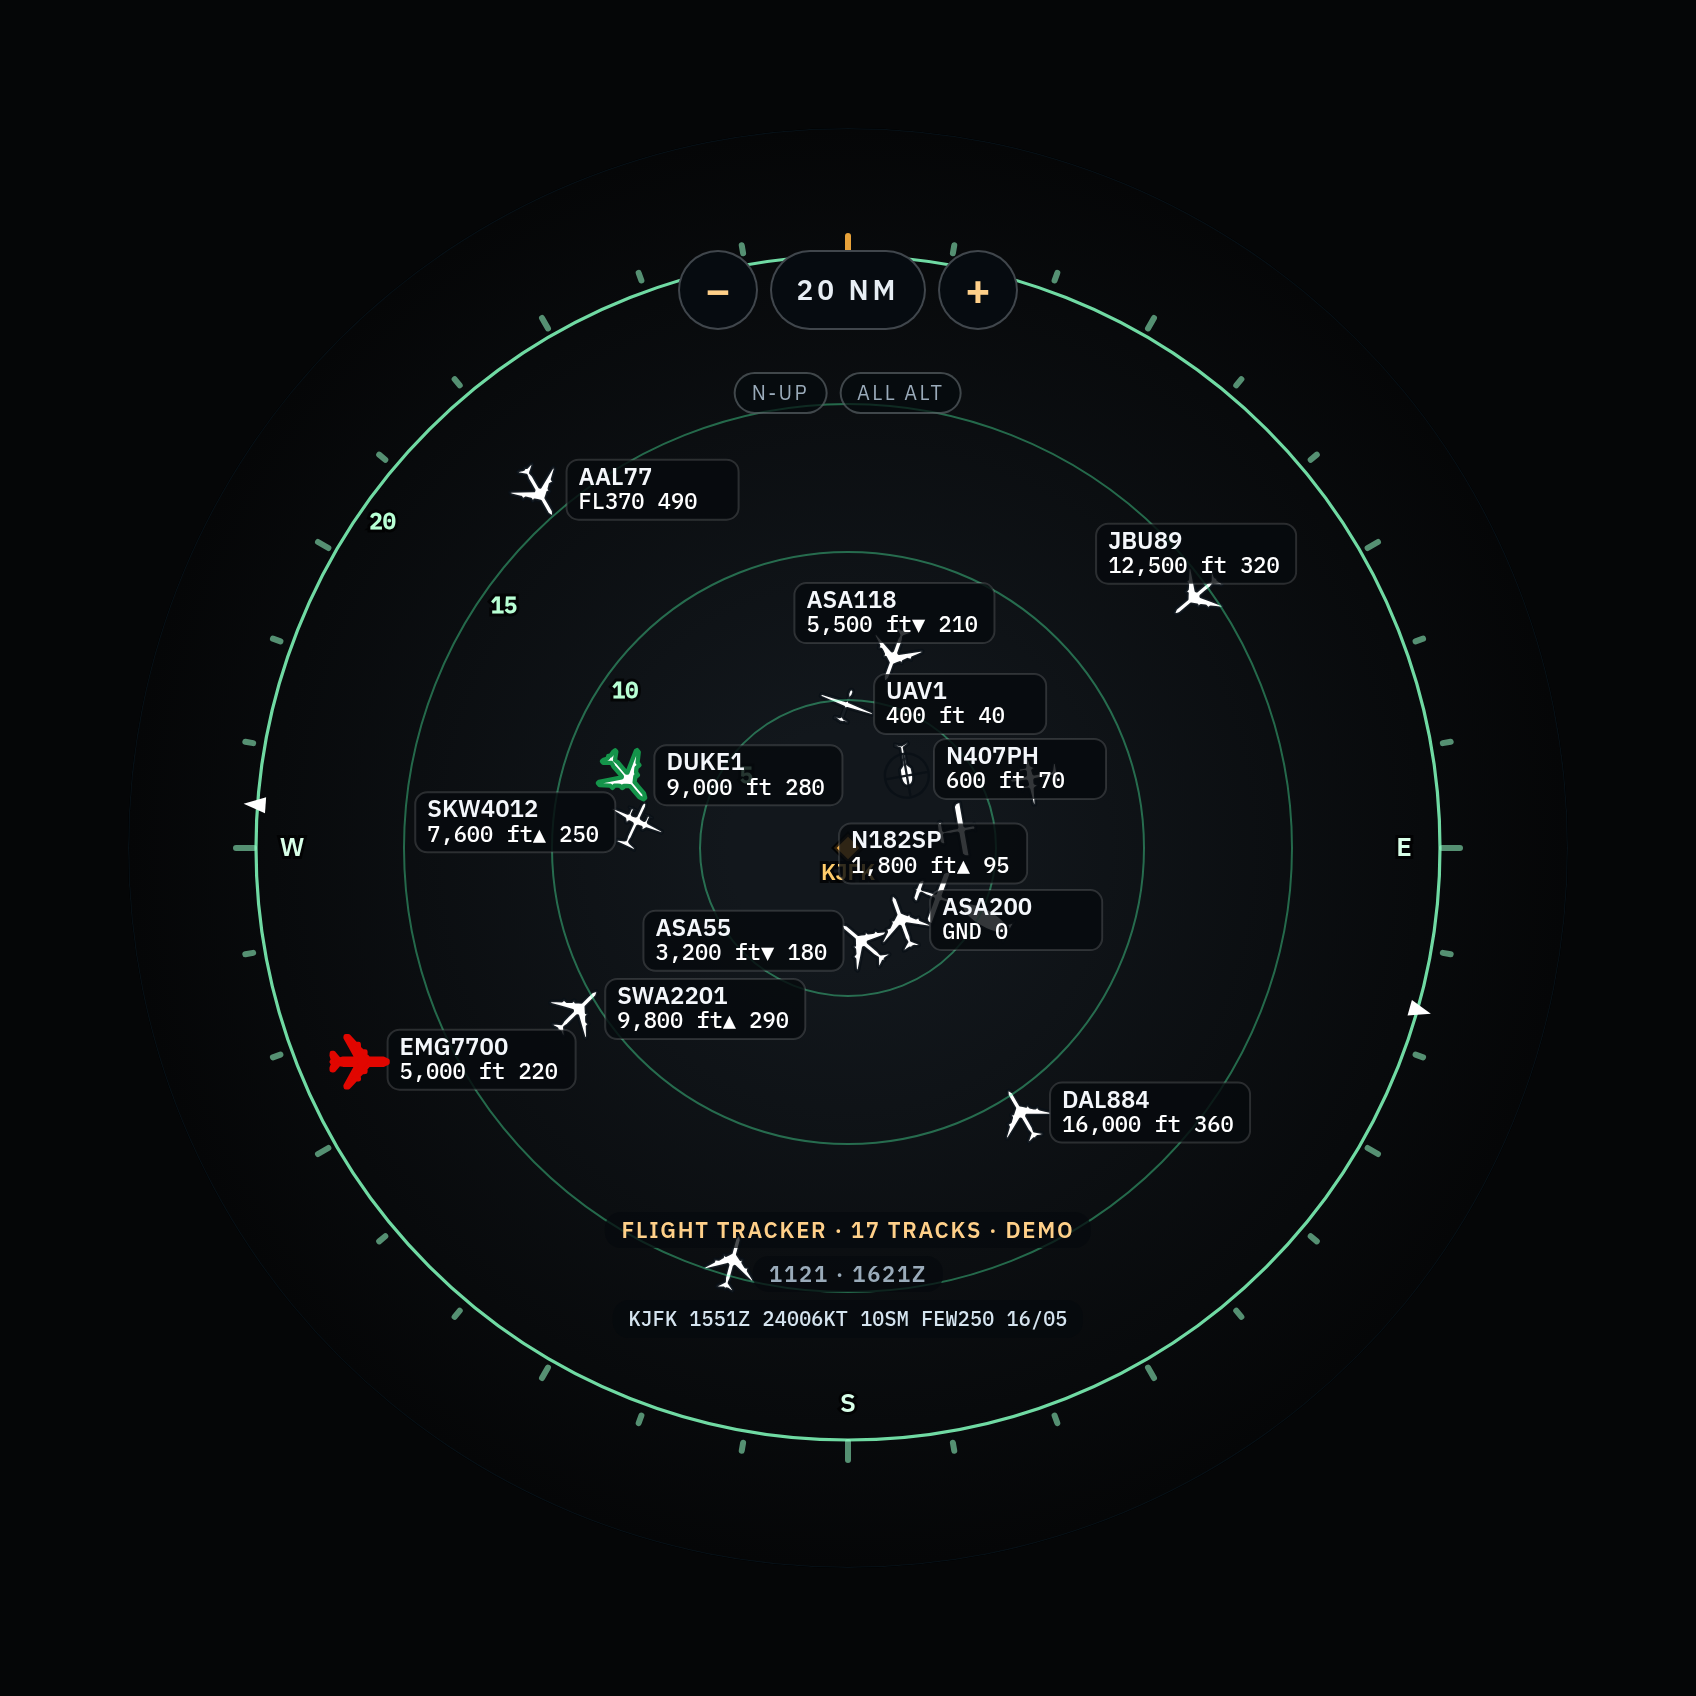 − 20 NM +
N-UP ALL ALT
AAL77
FL370 490
20
JBU89
12,500 ft 320
15
ASA118
5,500 ft▼ 210
10
UAV1
400 ft 40
DUKE1
9,000 ft 280
5
N407PH
600 ft 70
SKW4012
7,600 ft▲ 250
W
E
N182SP
1,800 ft▲ 95
KJFK
ASA200
GND 0
ASA55
3,200 ft▼ 180
SWA2201
9,800 ft▲ 290
EMG7700
5,000 ft 220
DAL884
16,000 ft 360
FLIGHT TRACKER · 17 TRACKS · DEMO
1121 · 1621Z
KJFK 1551Z 24006KT 10SM FEW250 16/05
S